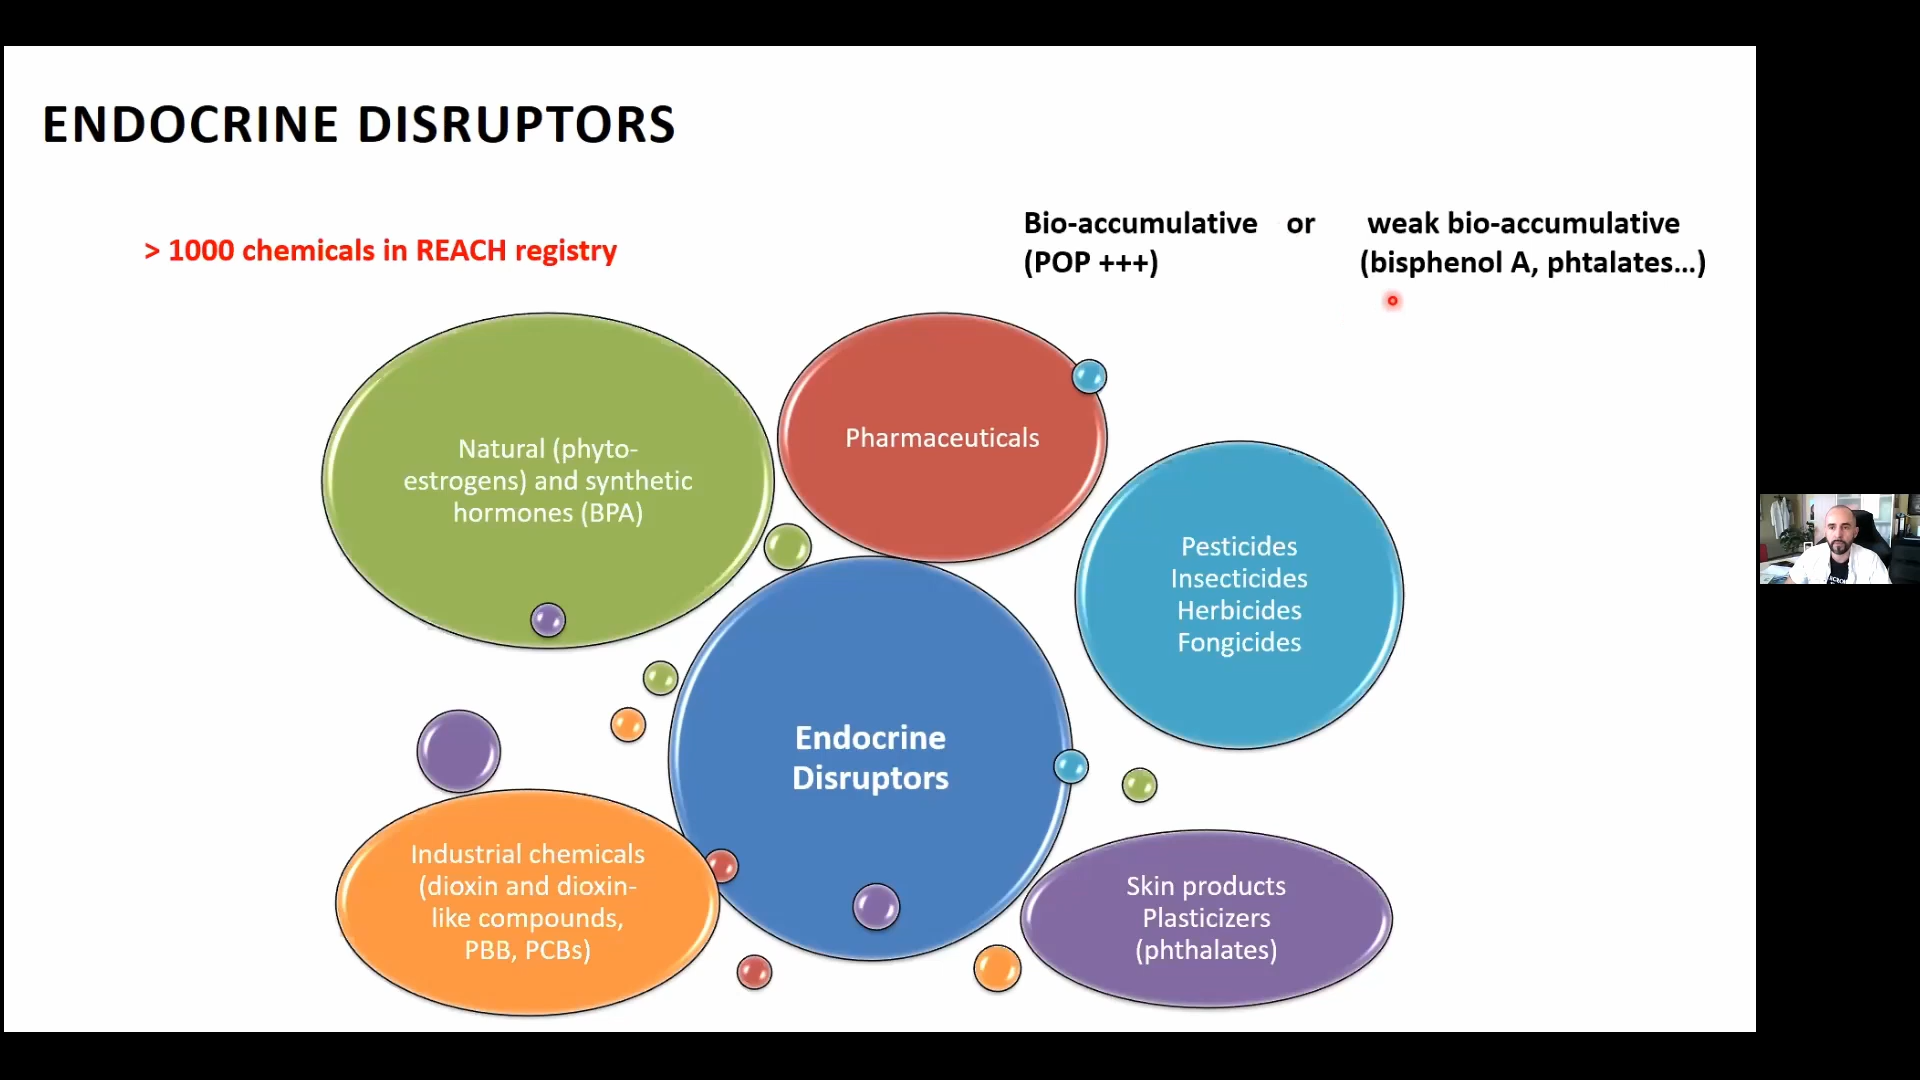 ENDOCRINE DISRUPTORS
> 1000 chemicals in REACH registry
Bio-accumulative or weak bio-accumulative
(POP +++) (bisphenol A, phtalates...)
Natural (phyto-
estrogens) and synthetic
hormones (BPA)
Pharmaceuticals
Pesticides
Insecticides
Herbicides
Fongicides
Endocrine
Disruptors
Industrial chemicals
(dioxin and dioxin-
like compounds,
PBB, PCBs)
Skin products
Plasticizers
(phthalates)